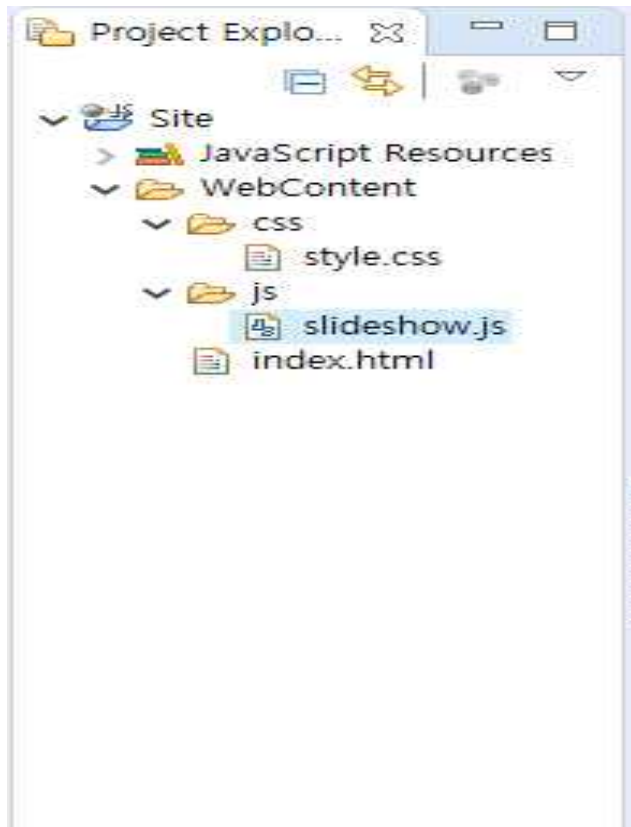 Project Explo...
Site
JavaScript Resources
WebContent
css
style.css
js
slideshow.js
index.html